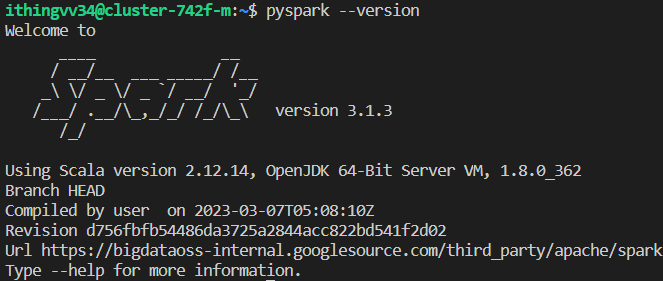 ithingvv34@cluster-742f-m:~$ pyspark --version
Welcome to
      ____              __
     / __/__  ___ _____/ /__
    _\ \/ _ \/ _ `/ __/  '_/
   /___/ .__/\_,_/_/ /_/\_\   version 3.1.3
      /_/
Using Scala version 2.12.14, OpenJDK 64-Bit Server VM, 1.8.0_362
Branch HEAD
Compiled by user  on 2023-03-07T05:08:10Z
Revision d756fbfb54486da3725a2844acc822bd541f2d02
Url https://bigdataoss-internal.googlesource.com/third_party/apache/spark
Type --help for more information.